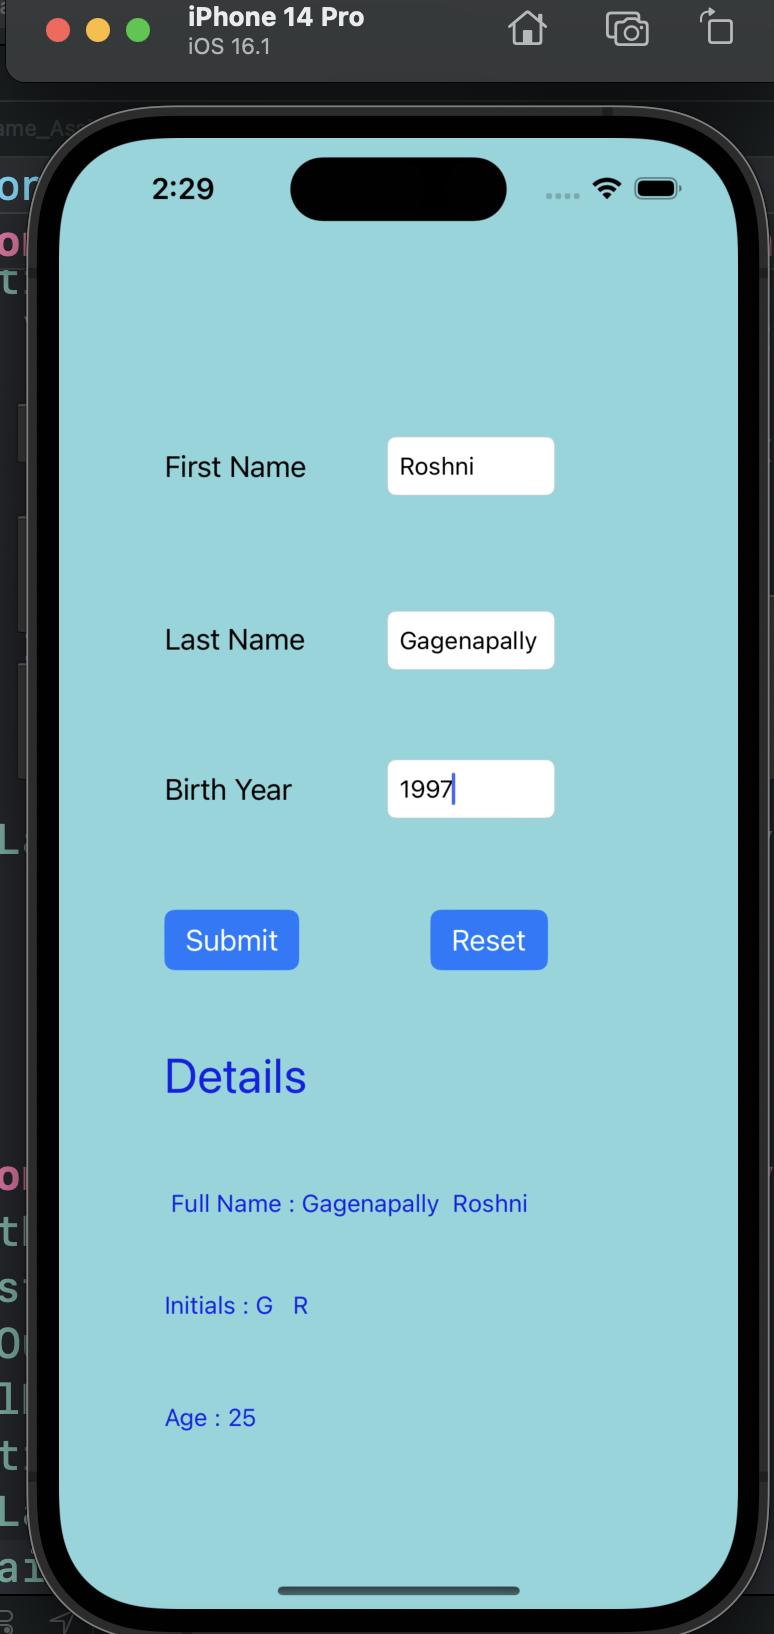 iPhone 14 Pro
iOS 16.1
2:29
First Name
Roshni
Last Name
Gagenapally
Birth Year
1997
Submit
Reset
Details
Full Name : Gagenapally  Roshni
Initials : G   R
Age : 25